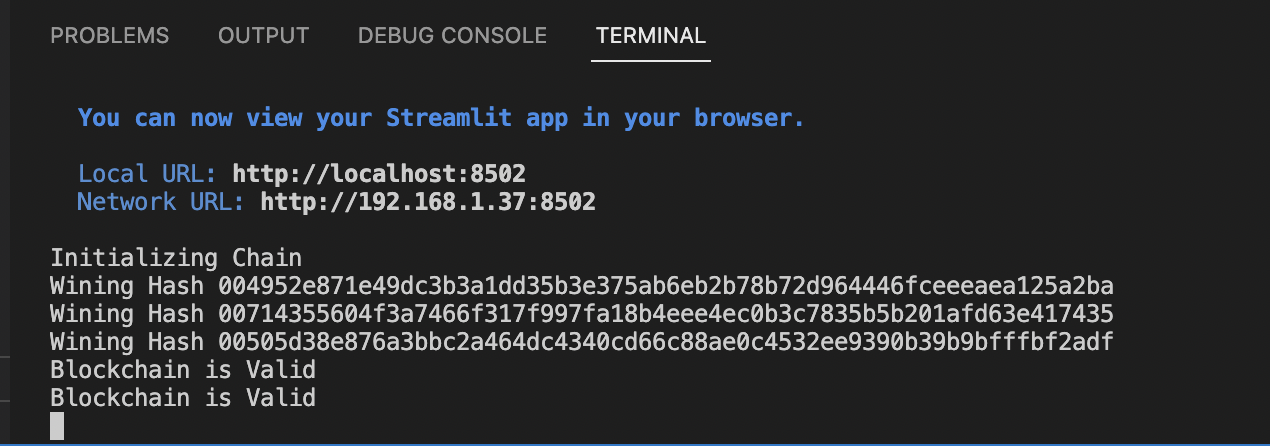 PROBLEMS OUTPUT DEBUG CONSOLE TERMINAL
You can now view your Streamlit app in your browser.
Local URL: http://localhost:8502
Network URL: http://192.168.1.37:8502
Initializing Chain
Wining Hash 004952e871e49dc3b3a1dd35b3e375ab6eb2b78b72d964446fceeeaea125a2ba
Wining Hash 00714355604f3a7466f317f997fa18b4eee4ec0b3c7835b5b201afd63e417435
Wining Hash 00505d38e876a3bbc2a464dc4340cd66c88ae0c4532ee9390b39b9bfffbf2adf
Blockchain is Valid
Blockchain is Valid